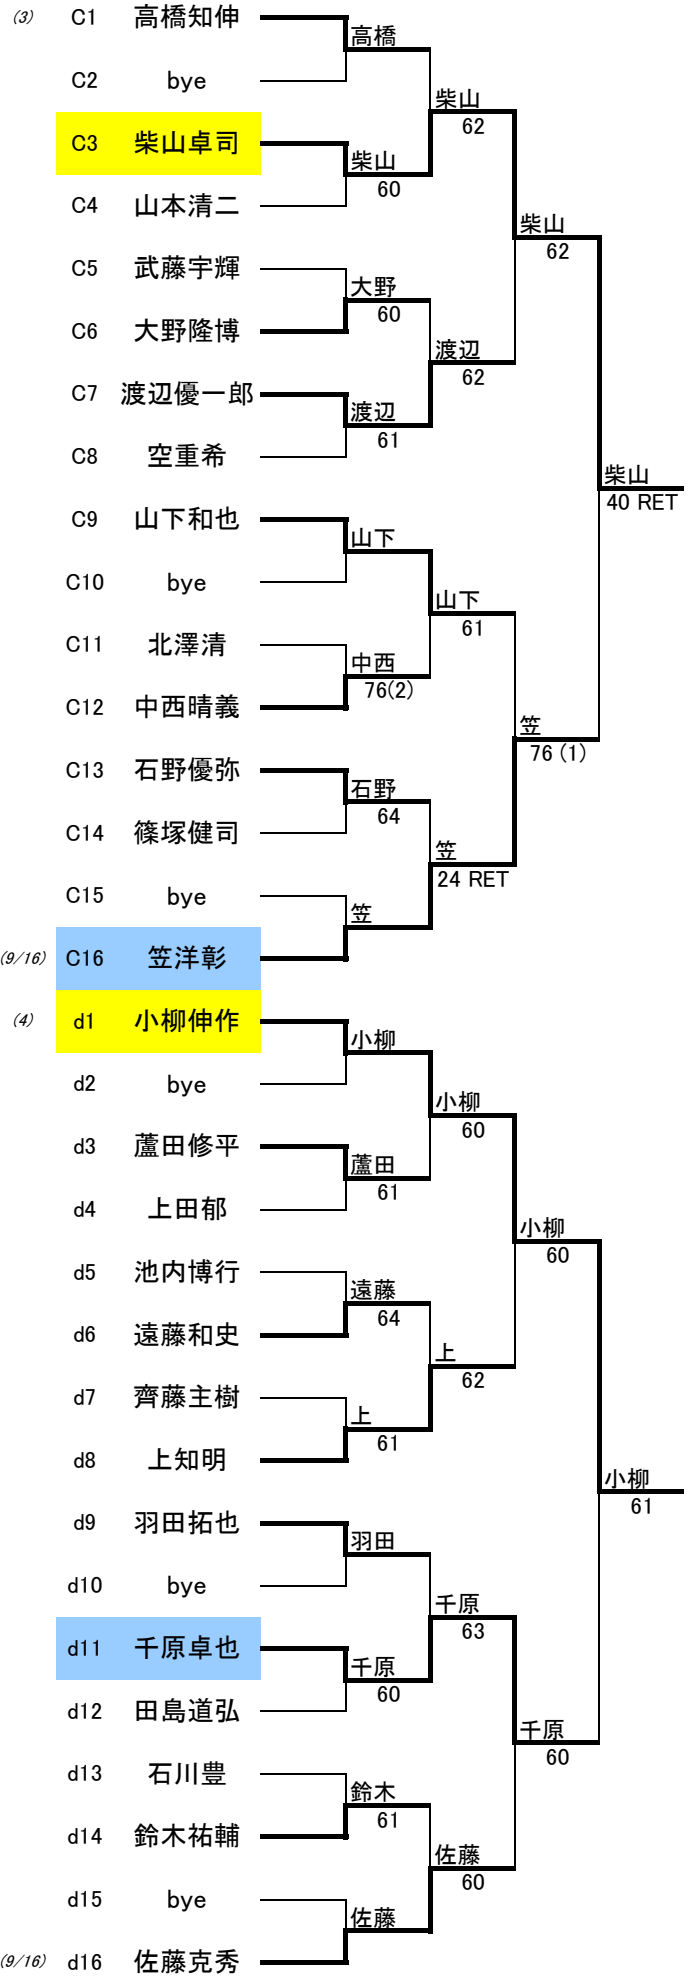 (3) C1 高橋知伸
高橋
C2 bye
柴山
62
C3 柴山卓司
柴山
60
C4 山本清二
柴山
62
C5 武藤宇輝
大野
60
C6 大野隆博
渡辺
62
C7 渡辺優一郎
渡辺
61
C8 空重希
柴山
40 RET
C9 山下和也
山下
C10 bye
山下
61
C11 北澤清
中西
76(2)
C12 中西晴義
笠
76 (1)
C13 石野優弥
石野
64
C14 篠塚健司
笠
24 RET
C15 bye
笠
(9/16) C16 笠洋彰
(4) d1 小柳伸作
小柳
d2 bye
小柳
60
d3 蘆田修平
蘆田
61
d4 上田郁
小柳
60
d5 池内博行
遠藤
64
d6 遠藤和史
上
62
d7 齊藤主樹
上
61
d8 上知明
小柳
61
d9 羽田拓也
羽田
d10 bye
千原
63
d11 千原卓也
千原
60
d12 田島道弘
千原
60
d13 石川豊
鈴木
61
d14 鈴木祐輔
佐藤
60
d15 bye
佐藤
(9/16) d16 佐藤克秀